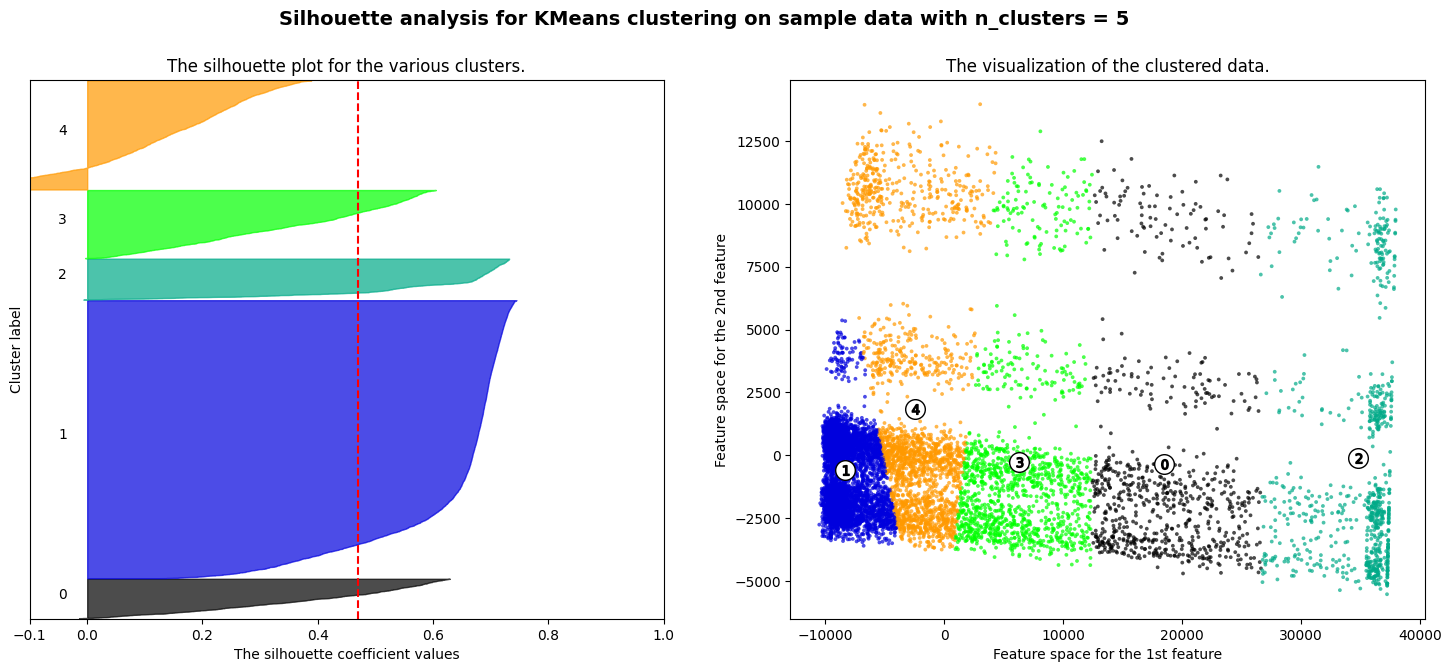 Silhouette analysis for KMeans clustering on sample data with n_clusters = 5
The silhouette plot for the various clusters.
Cluster label
4
3
2
1
0
−0.1 0.0 0.2 0.4 0.6 0.8 1.0
The silhouette coefficient values
The visualization of the clustered data.
Feature space for the 2nd feature
12500
10000
7500
5000
2500
0
−2500
−5000
4
1
3
0
2
−10000 0 10000 20000 30000 40000
Feature space for the 1st feature